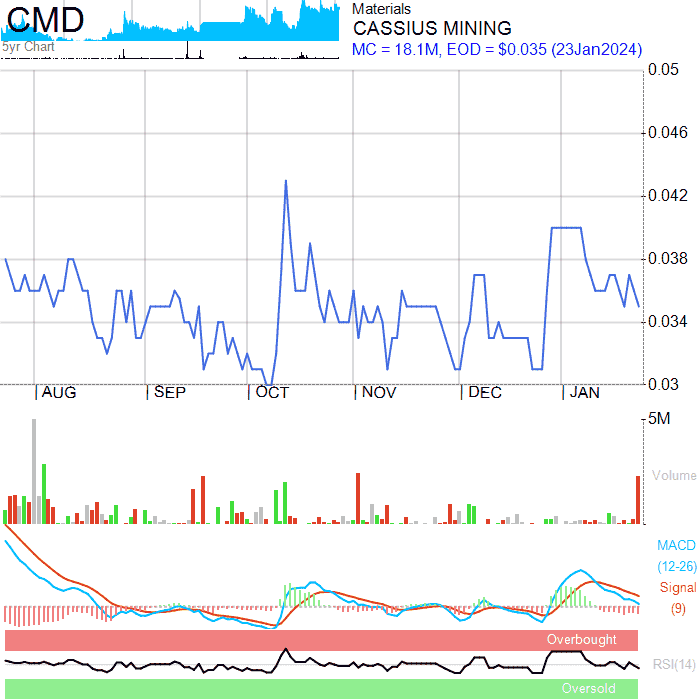 CMD
5yr Chart
Materials
CASSIUS MINING
MC = 18.1M, EOD = $0.035 (23Jan2024)
0.05
0.046
0.042
0.038
0.034
0.03
AUG SEP OCT NOV DEC JAN
5M
Volume
MACD
(12-26)
Signal
(9)
Overbought
RSI(14)
Oversold